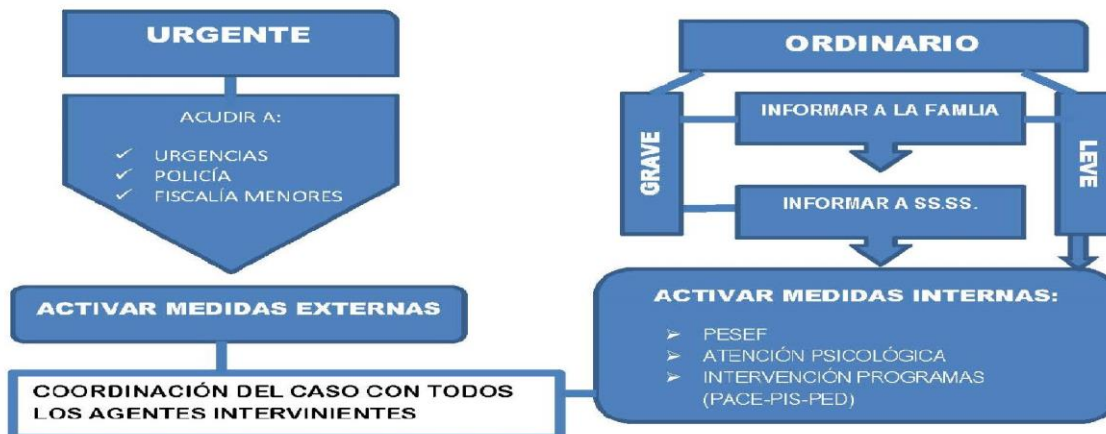 URGENTE
ACUDIR A:
✓ URGENCIAS
✓ POLICÍA
✓ FISCALÍA MENORES
ACTIVAR MEDIDAS EXTERNAS
COORDINACIÓN DEL CASO CON TODOS
LOS AGENTES INTERVINIENTES
ORDINARIO
GRAVE
INFORMAR A LA FAMLIA
INFORMAR A SS.SS.
LEVE
ACTIVAR MEDIDAS INTERNAS:
➢ PESEF
➢ ATENCIÓN PSICOLÓGICA
➢ INTERVENCIÓN PROGRAMAS
(PACE-PIS-PED)